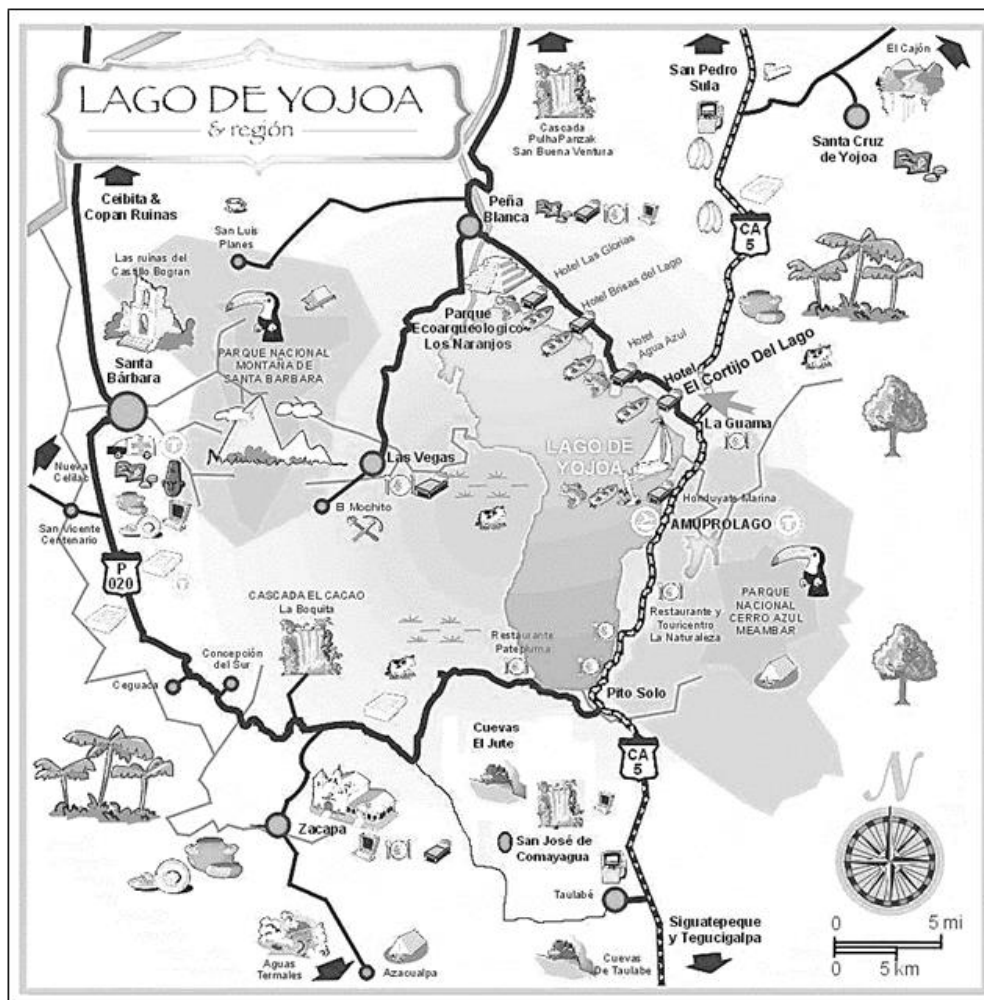 LAGO DE YOJOA
& región
San Pedro
Sula
El Cajón
Cascada
PulhaPanzak
San Buena Ventura
Santa Cruz
de Yojoa
Ceibita &
Copan Ruinas
Peña
Blanca
CA
5
San Luis
Planes
Las ruinas del
Castillo Bogran
Hotel Las Glorias
Hotel Brisas del Lago
Parque
Ecoarqueologico
Los Naranjos
Hotel
Agua Azul
Hotel
El Cortijo Del Lago
Santa
Bárbara
PARQUE NACIONAL
MONTAÑA DE
SANTA BARBARA
La Guama
LAGO DE
YOJOA
Las Vegas
Nueva
Celilac
El Mochito
Honduyate Marina
San Vicente
Centenario
AMUPROLAGO
P
020
PARQUE
NACIONAL
CERRO AZUL
MEAMBAR
CASCADA EL CACAO
La Boquita
Restaurante y
Touricentro
La Naturaleza
Restaurante
Patepluma
Concepción
del Sur
Ceguaca
Pito Solo
Cuevas
El Jute
CA
5
N
Zacapa
San José de
Comayagua
Taulabé
Siguatepeque
y Tegucigalpa
0 5 mi
0 5 km
Aguas
Termales
Azacualpa
Cuevas
De Taulabe